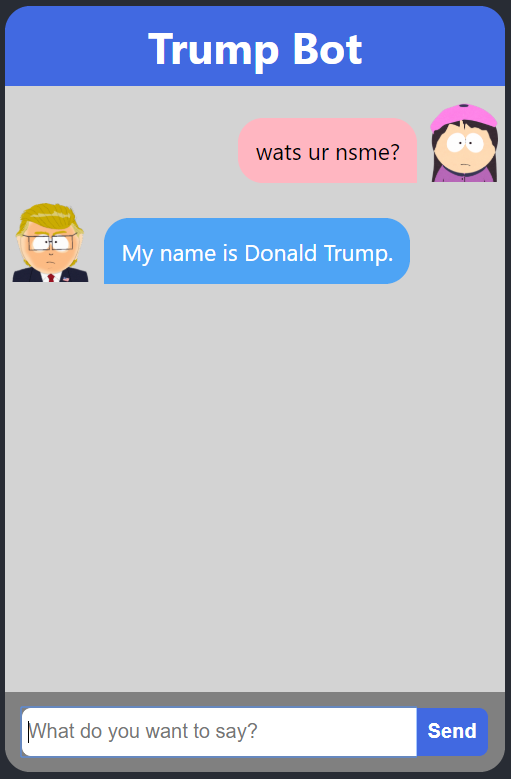 Trump Bot
wats ur nsme?
My name is Donald Trump.
What do you want to say?
Send